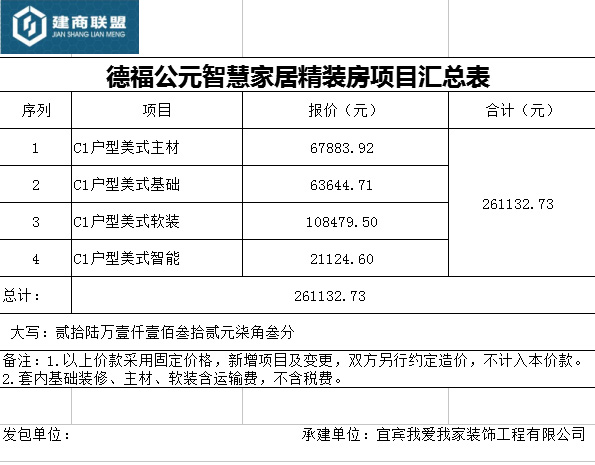 建商联盟
JIAN SHANG LIAN MENG
德福公元智慧家居精装房项目汇总表
序列 项目 报价（元） 合计（元）
1 C1户型美式主材 67883.92
2 C1户型美式基础 63644.71
261132.73
3 C1户型美式软装 108479.50
4 C1户型美式智能 21124.60
总计： 261132.73
大写：贰拾陆万壹仟壹佰叁拾贰元柒角叁分
备注：1.以上价款采用固定价格，新增项目及变更，双方另行约定造价，不计入本价款。
2.套内基础装修、主材、软装含运输费，不含税费。
发包单位： 承建单位：宜宾我爱我家装饰工程有限公司